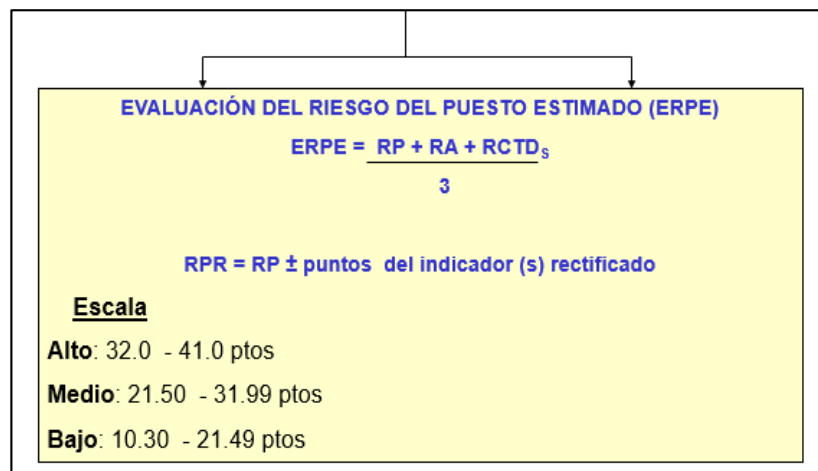 EVALUACIÓN DEL RIESGO DEL PUESTO ESTIMADO (ERPE)
ERPE = RP + RA + RCTDS
3
RPR = RP ± puntos del indicador (s) rectificado
Escala
Alto: 32.0 - 41.0 ptos
Medio: 21.50 - 31.99 ptos
Bajo: 10.30 - 21.49 ptos